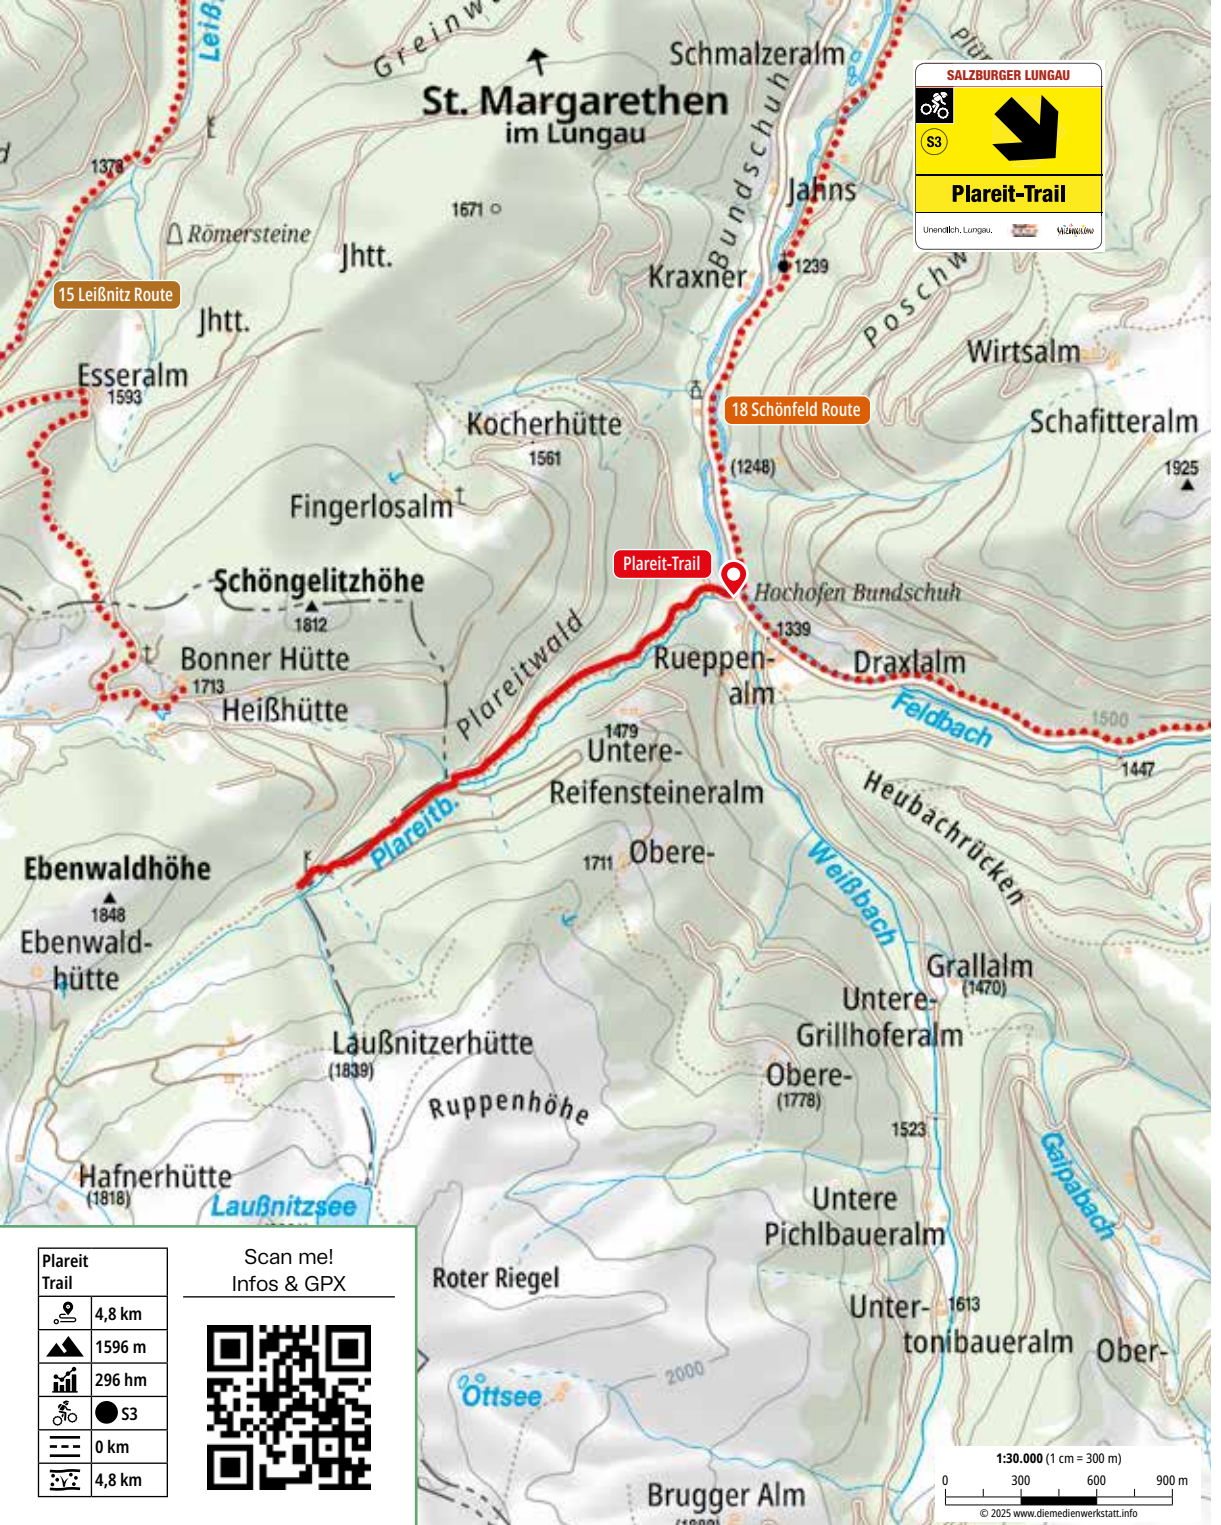 Greinw
Schmalzeralm
St. Margarethen
im Lungau
SALZBURGER LUNGAU
S3
Plareit-Trail
Unendlich. Lungau.
1378
Bundschuh
Jahns
1671
Römersteine
Jhtt.
Kraxner
1239
Poschw
15 Leißnitz Route
Jhtt.
Wirtsalm
Esseralm
1593
18 Schönfeld Route
Kocherhütte
Schafitteralm
1561
(1248)
1925
Fingerlosalm
Plareit-Trail
Schöngelitzhöhe
Hochofen Bundschuh
1812
1339
Plareitwald
Bonner Hütte
Rueppen-
alm
Draxlalm
1713
Heißhütte
Feldbach
1500
1479
Untere-
Reifensteineralm
1447
Heubachrücken
Plareitb.
Weißbach
1711
Obere-
Ebenwaldhöhe
1848
Ebenwald-
hütte
Grallalm
(1470)
Untere-
Grillhoferalm
Laußnitzerhütte
(1839)
Obere-
(1778)
Ruppenhöhe
1523
Gaipabach
Hafnerhütte
(1818)
Laußnitzsee
Untere
Pichlbaueralm
Roter Riegel
Unter-
tonibaueralm
1613
Ober-
2000
Ottsee
Brugger Alm
Plareit
Trail
4,8 km
1596 m
296 hm
S3
0 km
4,8 km
Scan me!
Infos & GPX
1:30.000 (1 cm = 300 m)
0 300 600 900 m
© 2025 www.diemedienwerkstatt.info